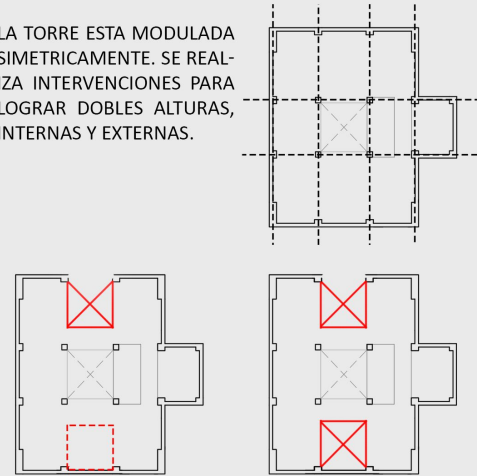 LA TORRE ESTA MODULADA
SIMETRICAMENTE. SE REAL-
IZA INTERVENCIONES PARA
LOGRAR DOBLES ALTURAS,
INTERNAS Y EXTERNAS.